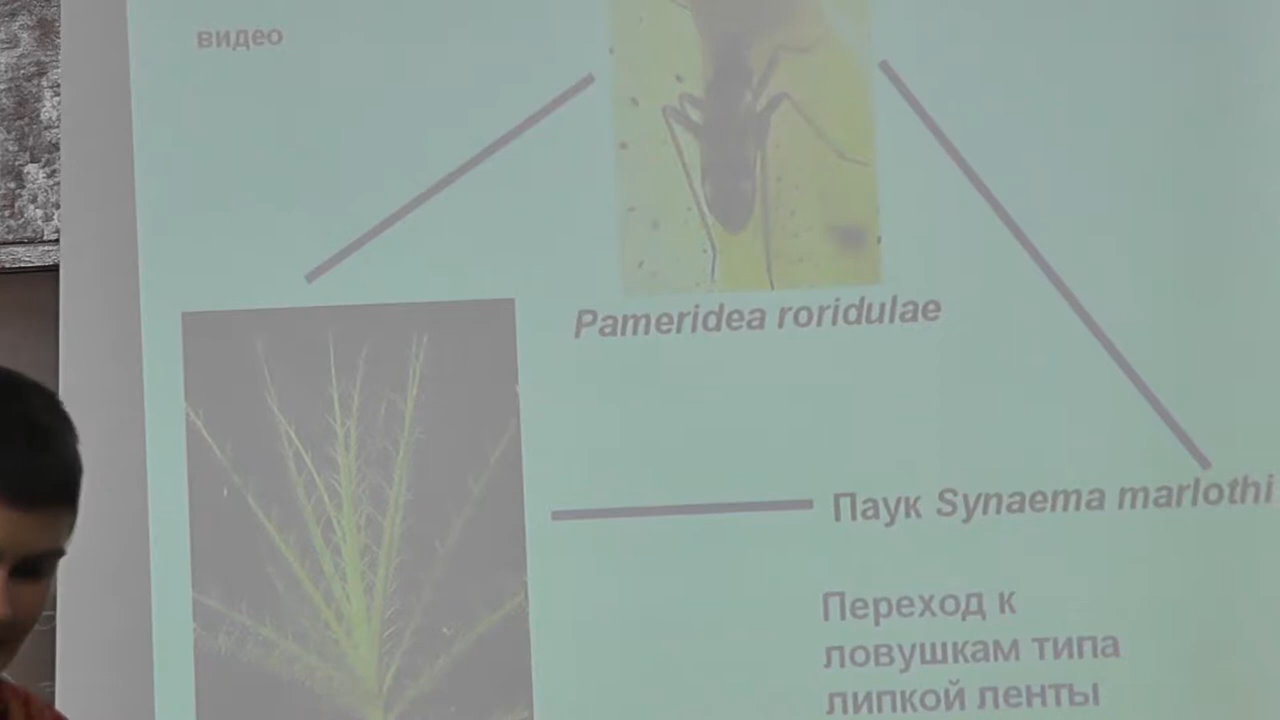 видео
Pameridea roridulae
Паук Synaema marlothi
Переход к
ловушкам типа
липкой ленты